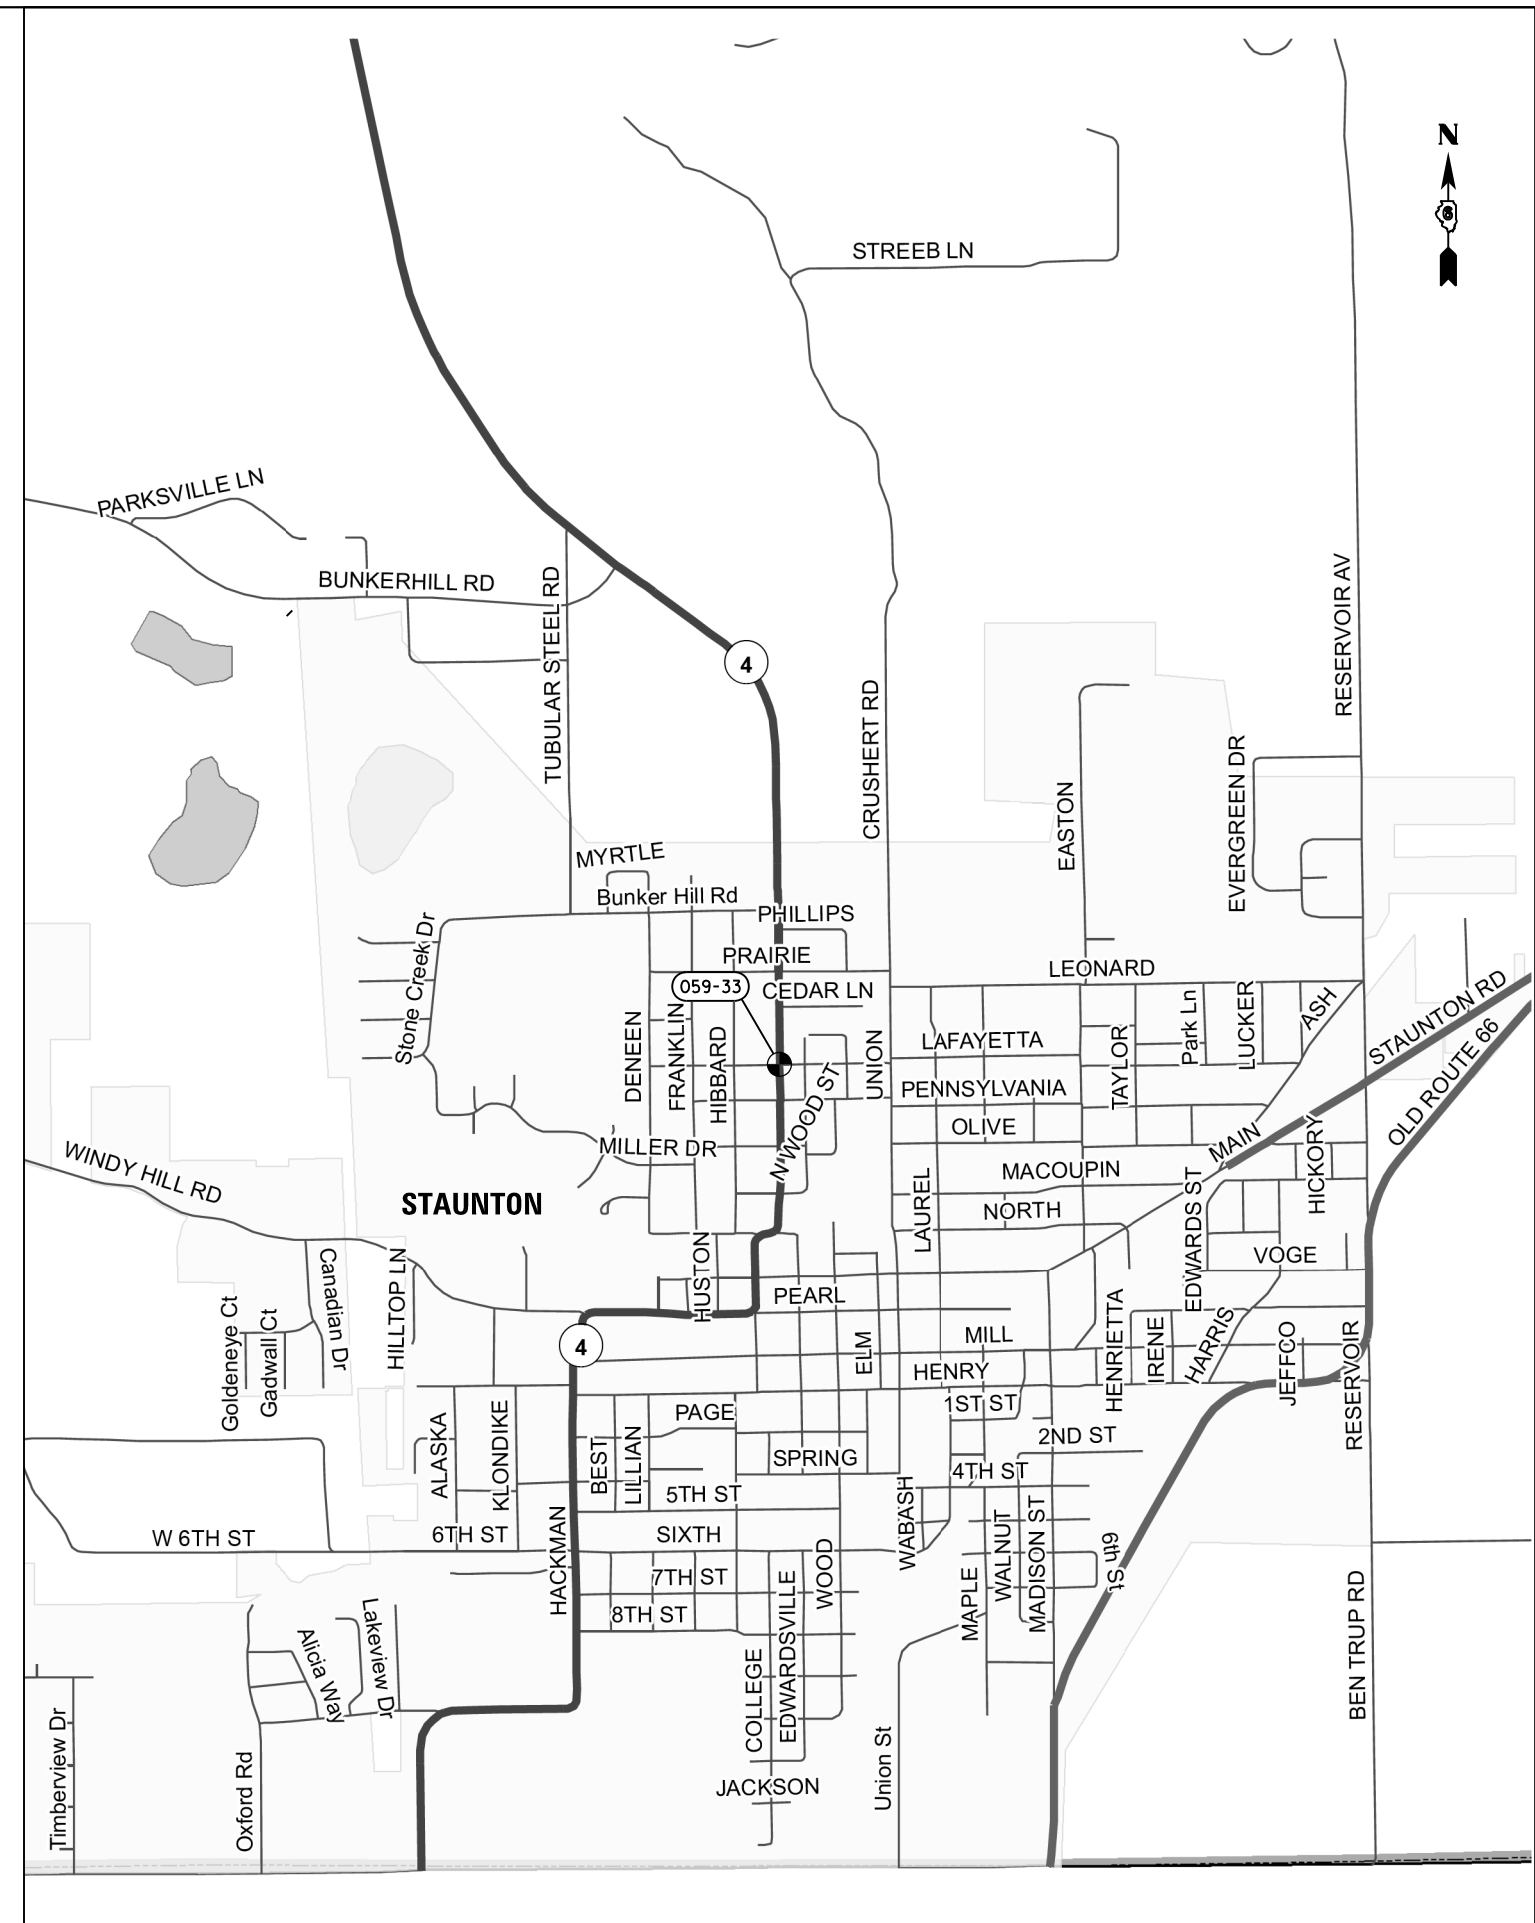 N
6
STREEB LN
PARKSVILLE LN
BUNKERHILL RD
TUBULAR STEEL RD
RESERVOIR AV
4
CRUSHERT RD
EASTON
EVERGREEN DR
MYRTLE
Bunker Hill Rd
PHILLIPS
PRAIRIE
LEONARD
059-33
CEDAR LN
Stone Creek Dr
DENEEN
FRANKLIN
HIBBARD
UNION
LAFAYETTA
TAYLOR
Park Ln
LUCKER
ASH
STAUNTON RD
OLD ROUTE 66
PENNSYLVANIA
N WOOD ST
OLIVE
MILLER DR
MAIN
HICKORY
WINDY HILL RD
MACOUPIN
STAUNTON
LAUREL
NORTH
EDWARDS ST
VOGE
HUSTON
Canadian Dr
HILLTOP LN
Goldeneye Ct
Gadwall Ct
PEARL
4
ELM
MILL
HENRY
HENRIETTA
IRENE
HARRIS
JEFFCO
RESERVOIR
1ST ST
PAGE
2ND ST
ALASKA
KLONDIKE
BEST
LILLIAN
SPRING
4TH ST
5TH ST
WABASH
W 6TH ST
6TH ST
SIXTH
HACKMAN
7TH ST
8TH ST
WOOD
MAPLE
WALNUT
MADISON ST
6th St
EDWARDSVILLE
COLLEGE
Alicia Way
Lakeview Dr
BEN TRUP RD
Timberview Dr
Oxford Rd
Union St
JACKSON